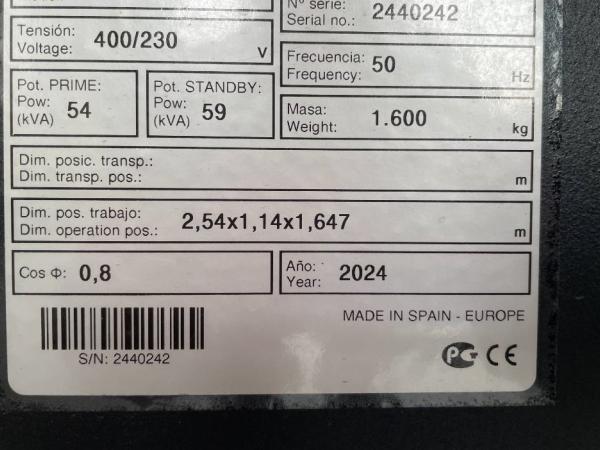 Nº serie:
Serial no.: 2440242
Tensión:
Voltage: 400/230 V
Frecuencia:
Frequency: 50 Hz
Pot. PRIME:
Pow: 54
(kVA)
Pot. STANDBY:
Pow: 59
(kVA)
Masa:
Weight: 1.600 kg
Dim. posic. transp.:
Dim. transp. pos.: m
Dim. pos. trabajo:
Dim. operation pos.: 2,54x1,14x1,647 m
Cos Φ: 0,8
Año:
Year: 2024
MADE IN SPAIN - EUROPE
S/N: 2440242
PG CE